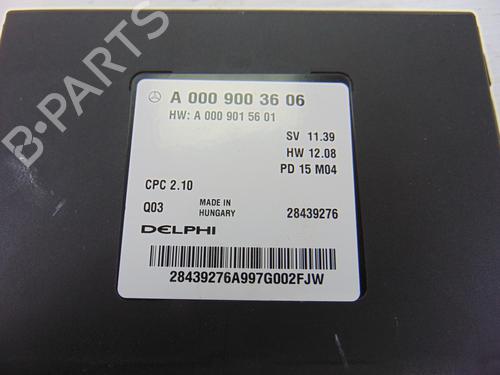 A 000 900 36 06
HW: A 000 901 56 01
SV 11.39
HW 12.08
PD 15 M04
CPC 2.10
Q03 MADE IN HUNGARY 28439276
DELPHI
28439276A997G002FJW
B-PARTS